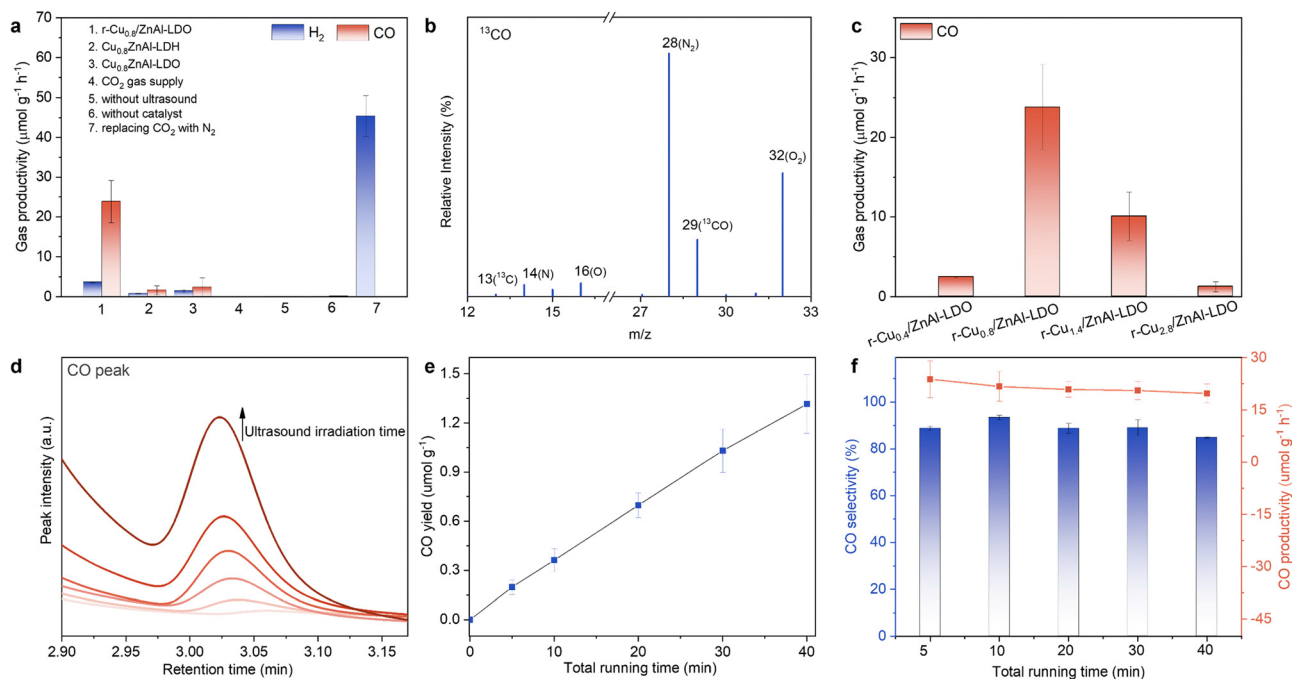 a
H₂ CO
1. r-Cu₀.₈/ZnAl-LDO
2. Cu₀.₈ZnAl-LDH
3. Cu₀.₈ZnAl-LDO
4. CO₂ gas supply
5. without ultrasound
6. without catalyst
7. replacing CO₂ with N₂
Gas productivity (μmol g⁻¹ h⁻¹)
70
60
50
40
30
20
10
0
1 2 3 4 5 6 7
b
¹³CO
28(N₂)
32(O₂)
29(¹³CO)
13(¹³C)
14(N)
16(O)
Relative Intensity (%)
12 15 27 30 33
m/z
c
CO
Gas productivity (μmol g⁻¹ h⁻¹)
30
20
10
0
r-Cu₀.₄/ZnAl-LDO
r-Cu₀.₈/ZnAl-LDO
r-Cu₁.₄/ZnAl-LDO
r-Cu₂.₈/ZnAl-LDO
d
CO peak
Ultrasound irradiation time
Peak intensity (a.u.)
2.90 2.95 3.00 3.05 3.10 3.15
Retention time (min)
e
CO yield (umol g⁻¹)
1.5
1.2
0.9
0.6
0.3
0.0
0 10 20 30 40
Total running time (min)
f
CO selectivity (%)
100
80
60
40
20
0
5 10 20 30 40
Total running time (min)
30
15
0
-15
-30
-45
CO productivity (umol g⁻¹ h⁻¹)